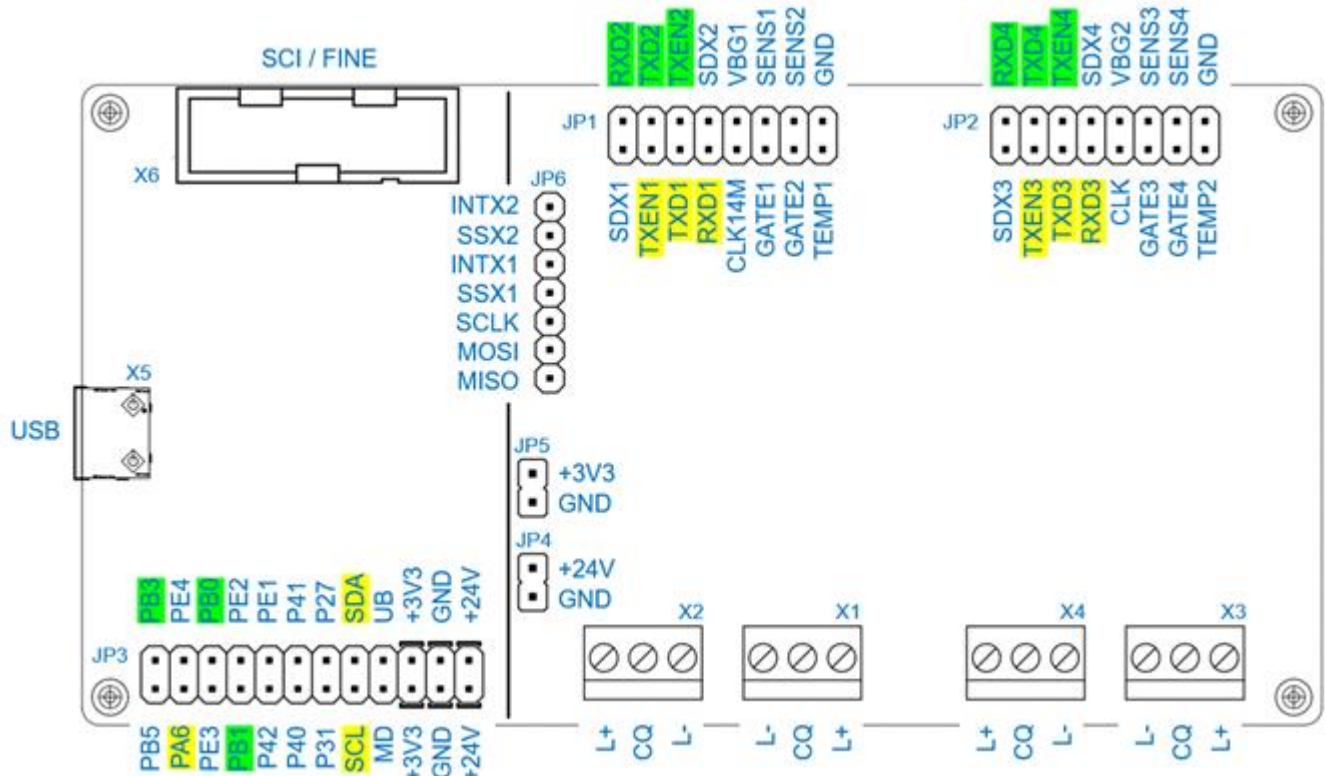 SCI / FINE
X6
RXD2 TXD2 TXEN2 SDX2 VBG1 SENS1 SENS2 GND
JP1
SDX1 TXEN1 TXD1 RXD1 CLK14M GATE1 GATE2 TEMP1
RXD4 TXD4 TXEN4 SDX4 VBG2 SENS3 SENS4 GND
JP2
SDX3 TXEN3 TXD3 RXD3 CLK GATE3 GATE4 TEMP2
JP6
INTX2
SSX2
INTX1
SSX1
SCLK
MOSI
MISO
X5
USB
JP5
+3V3
GND
JP4
+24V
GND
PB3 PE4 PB0 PE2 PE1 P41 P27 SDA UB +3V3 GND +24V
JP3
PB5 PA6 PE3 PB1 P42 P40 P31 SCL MD +3V3 GND +24V
X2
L+ CQ L-
X1
L- CQ L+
X4
L+ CQ L-
X3
L- CQ L+